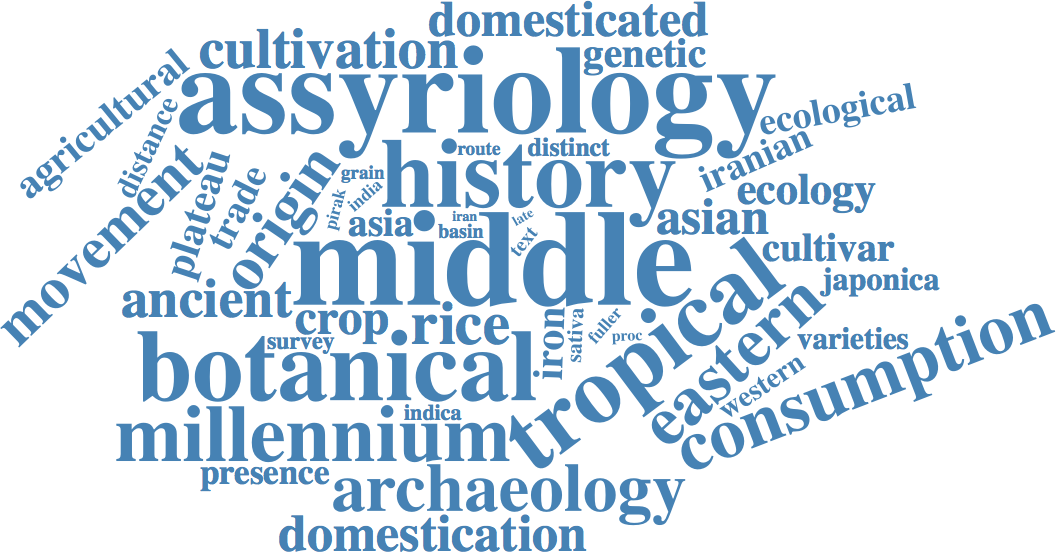 domesticated
cultivation
genetic
assyriology
agricultural
distance
ecological
route
distinct
history
iranian
movement
plateau
trade
origin
grain
india
pirak
asia
iran
basin
late
text
asian
ecology
middle
cultivar
japonica
ancient
crop
rice
iron
sativa
fuller
proc
tropical
eastern
varieties
survey
botanical
western
consumption
indica
millennium
presence
archaeology
domestication